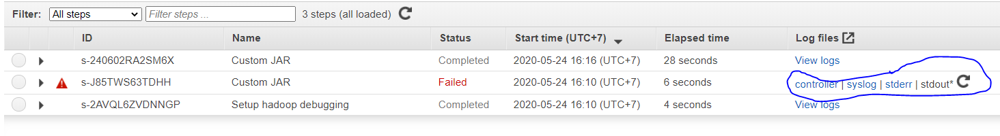 Filter: All steps Filter steps ... 3 steps (all loaded)
ID Name Status Start time (UTC+7) Elapsed time Log files
s-240602RA2SM6X Custom JAR Completed 2020-05-24 16:16 (UTC+7) 28 seconds View logs
s-J85TWS63TDHH Custom JAR Failed 2020-05-24 16:10 (UTC+7) 6 seconds controller | syslog | stderr | stdout*
s-2AVQL6ZVDNNGP Setup hadoop debugging Completed 2020-05-24 16:10 (UTC+7) 4 seconds View logs